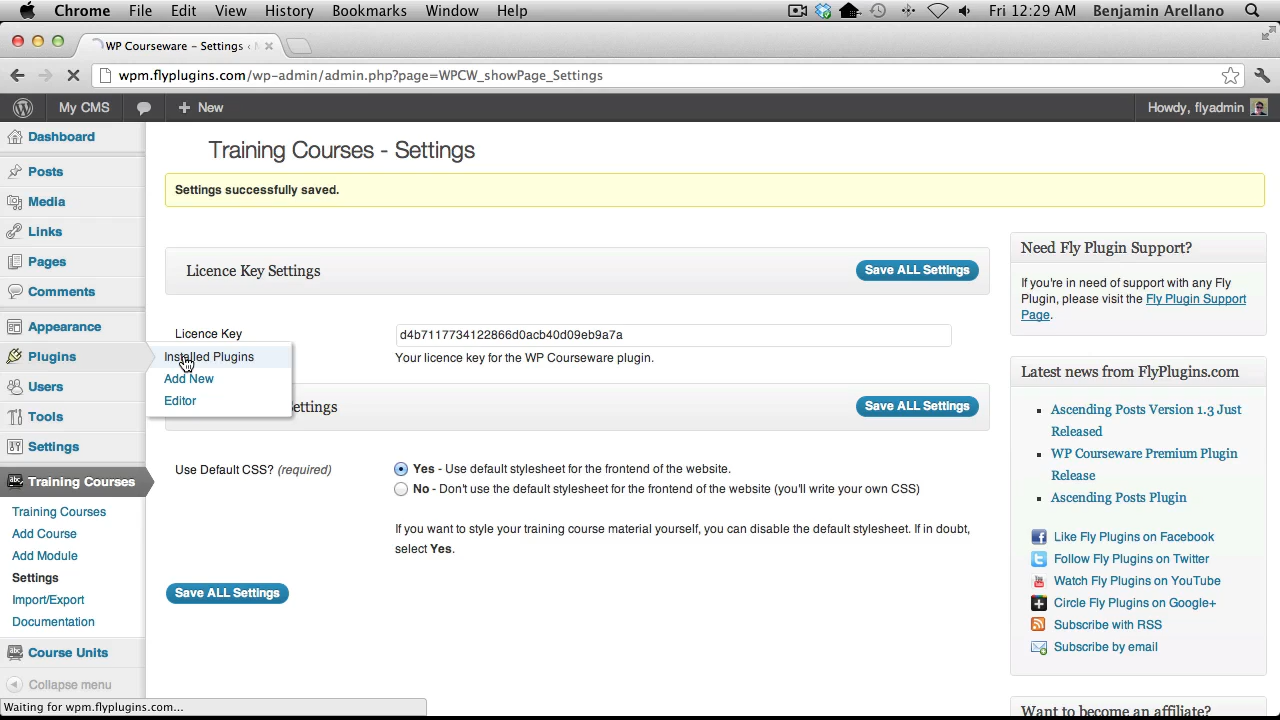 Chrome File Edit View History Bookmarks Window Help Fri 12:29 AM Benjamin Arellano
WP Courseware – Settings ‹
wpm.flyplugins.com/wp-admin/admin.php?page=WPCW_showPage_Settings
My CMS + New Howdy, flyadmin
Dashboard
Posts
Media
Links
Pages
Comments
Appearance
Plugins
Installed Plugins
Add New
Editor
Users
Tools
Settings
Training Courses
Training Courses
Add Course
Add Module
Settings
Import/Export
Documentation
Course Units
Collapse menu
Waiting for wpm.flyplugins.com...
Training Courses - Settings
Settings successfully saved.
Licence Key Settings Save ALL Settings
Licence Key d4b7117734122866d0acb40d09eb9a7a
Your licence key for the WP Courseware plugin.
ettings Save ALL Settings
Use Default CSS? (required) Yes - Use default stylesheet for the frontend of the website.
No - Don't use the default stylesheet for the frontend of the website (you'll write your own CSS)
If you want to style your training course material yourself, you can disable the default stylesheet. If in doubt,
select Yes.
Save ALL Settings
Need Fly Plugin Support?
If you're in need of support with any Fly
Plugin, please visit the Fly Plugin Support
Page.
Latest news from FlyPlugins.com
Ascending Posts Version 1.3 Just
Released
WP Courseware Premium Plugin
Release
Ascending Posts Plugin
Like Fly Plugins on Facebook
Follow Fly Plugins on Twitter
Watch Fly Plugins on YouTube
Circle Fly Plugins on Google+
Subscribe with RSS
Subscribe by email
Want to become an affiliate?